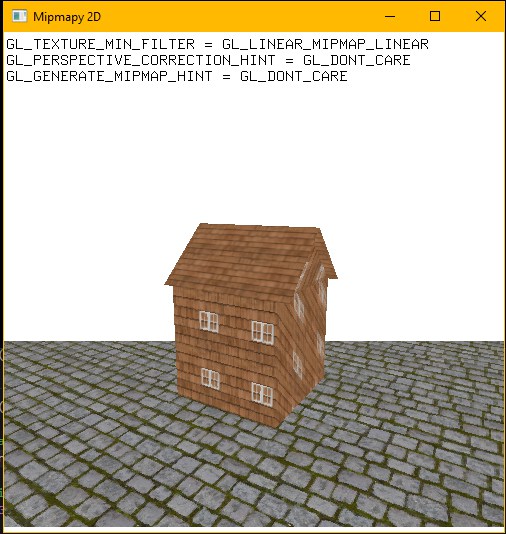 Mipmapy 2D
GL_TEXTURE_MIN_FILTER = GL_LINEAR_MIPMAP_LINEAR
GL_PERSPECTIVE_CORRECTION_HINT = GL_DONT_CARE
GL_GENERATE_MIPMAP_HINT = GL_DONT_CARE